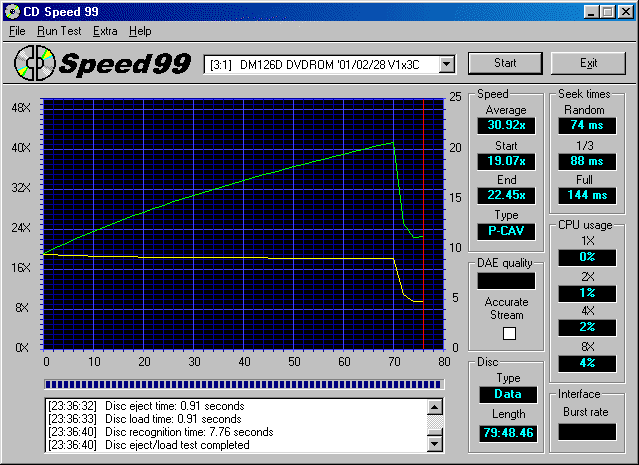 CD Speed 99
File Run Test Extra Help
CD Speed 99
[3:1] DM126D DVDROM '01/02/28 V1x3C
Start
Exit
48X
40X
32X
24X
16X
8X
0X
25
20
15
10
5
0
0 10 20 30 40 50 60 70 80
[23:36:32] Disc eject time: 0.91 seconds
[23:36:33] Disc load time: 0.91 seconds
[23:36:40] Disc recognition time: 7.76 seconds
[23:36:40] Disc eject/load test completed
Speed
Average
30.92x
Start
19.07x
End
22.45x
Type
P-CAV
DAE quality
Accurate
Stream
Disc
Type
Data
Length
79:48.46
Seek times
Random
74 ms
1/3
88 ms
Full
144 ms
CPU usage
1X
0%
2X
1%
4X
2%
8X
4%
Interface
Burst rate